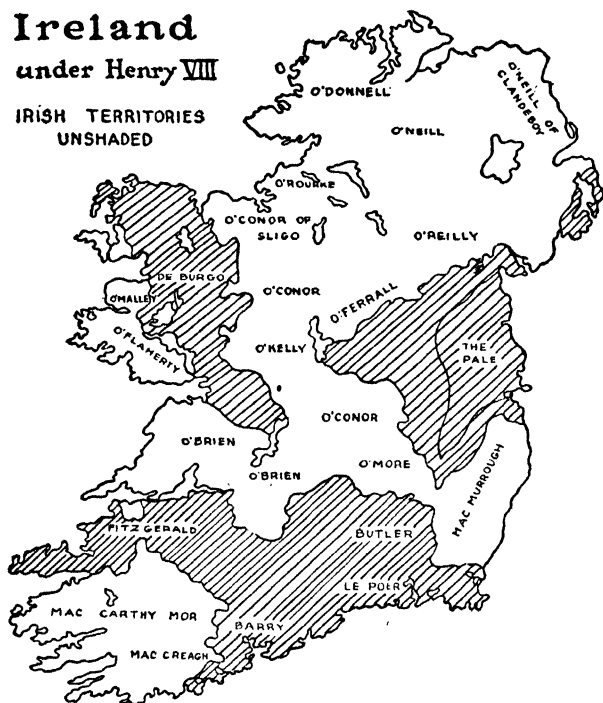 Ireland
under Henry VIII
IRISH TERRITORIES
UNSHADED
O'DONNELL
O'NEILL OF
CLANDEBOY
O'NEILL
O'ROURKE
O'CONOR OF
SLIGO
O'REILLY
DE BURGO
O'MALLEY
O'CONOR
O'FERRALL
O'FLAHERTY
O'KELLY
THE
PALE
O'CONOR
O'BRIEN
O'MORE
O'BRIEN
MAC MURROUGH
FITZGERALD
BUTLER
LE POER
MAC CARTHY MOR
BARRY
MAC CREAGH